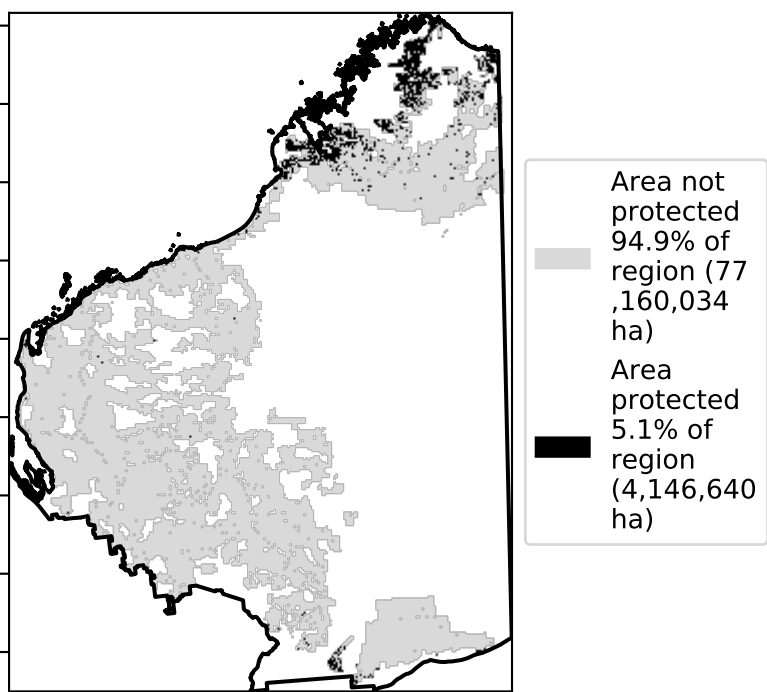 Area not
protected
94.9% of
region (77
,160,034
ha)
Area
protected
5.1% of
region
(4,146,640
ha)